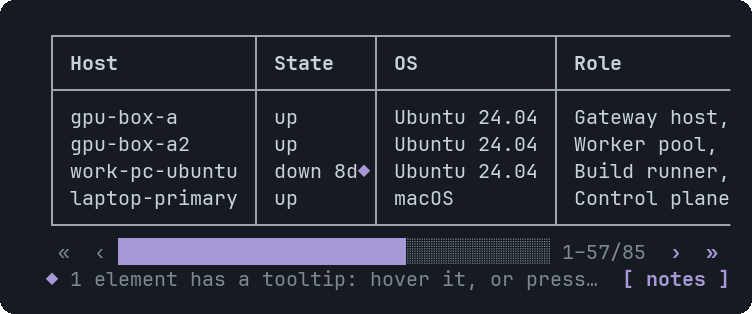 Host State OS Role
gpu-box-a up Ubuntu 24.04 Gateway host,
gpu-box-a2 up Ubuntu 24.04 Worker pool,
work-pc-ubuntu down 8d◆ Ubuntu 24.04 Build runner,
laptop-primary up macOS Control plane
« ‹ 1–57/85 › »
◆ 1 element has a tooltip: hover it, or press… [ notes ]